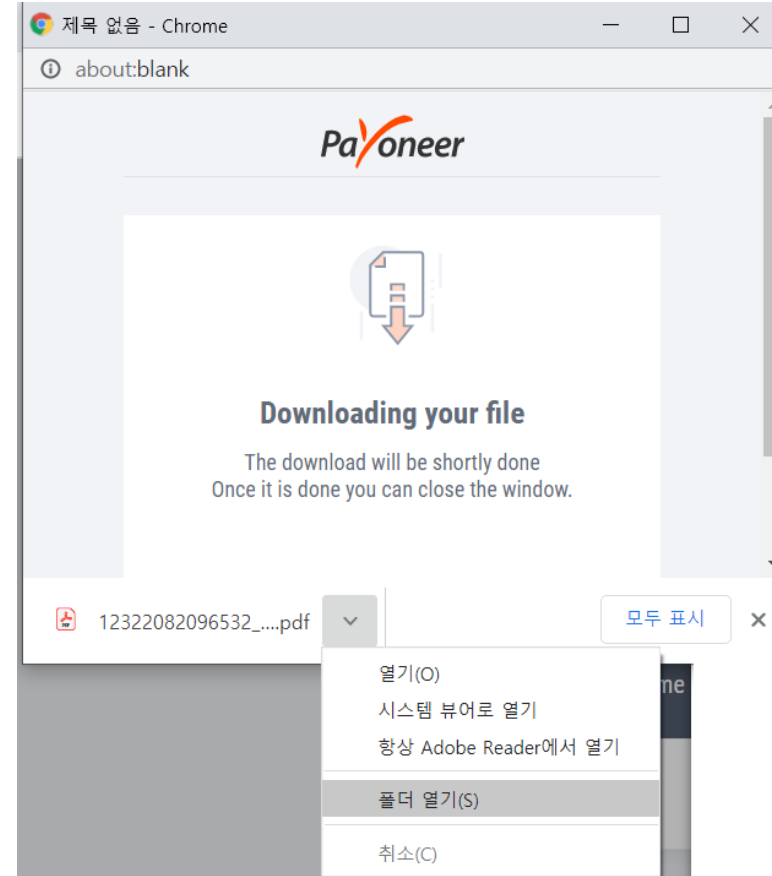 제목 없음 - Chrome
about:blank
Payoneer
Downloading your file
The download will be shortly done
Once it is done you can close the window.
12322082096532_....pdf
모두 표시
열기(O)
시스템 뷰어로 열기
항상 Adobe Reader에서 열기
폴더 열기(S)
취소(C)